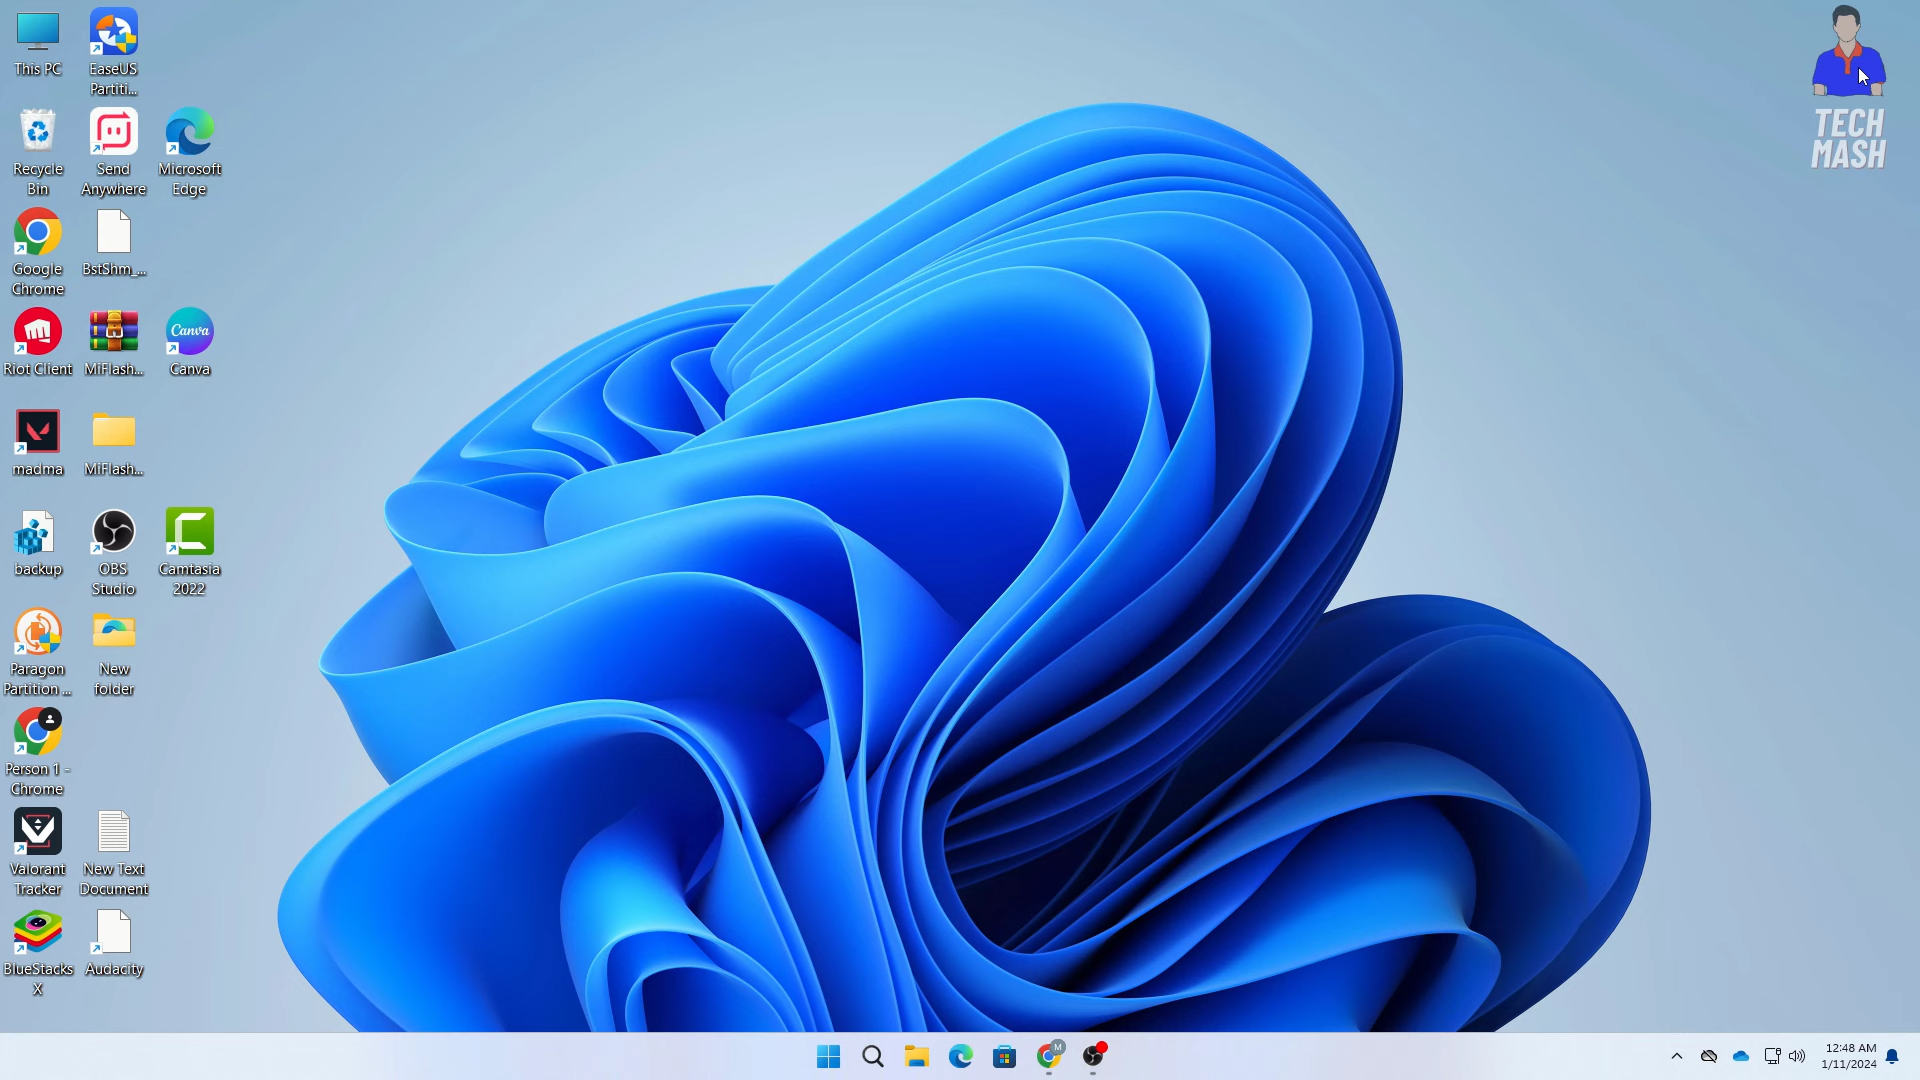 This PC
EaseUS
Partiti...
Recycle
Bin
Send
Anywhere
Microsoft
Edge
Google
Chrome
BstShm_...
Riot Client
MiFlash...
Canva
Canva
madma
MiFlash...
backup
OBS
Studio
Camtasia
2022
Paragon
Partition ...
New
folder
Person 1 -
Chrome
Valorant
Tracker
New Text
Document
BlueStacks
X
Audacity
TECH
MASH
M
12:48 AM
1/11/2024